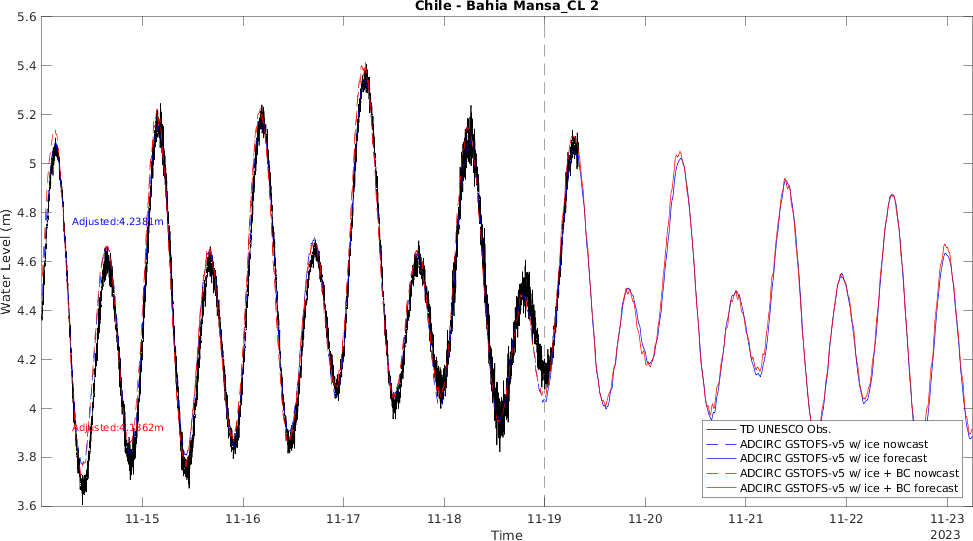 Chile - Bahia Mansa_CL 2
5.6
5.4
5.2
5
4.8
4.6
4.4
4.2
4
3.8
3.6
Water Level (m)
Adjusted:4.2381m
Adjusted:4.1362m
TD UNESCO Obs.
ADCIRC GSTOFS-v5 w/ ice nowcast
ADCIRC GSTOFS-v5 w/ ice forecast
ADCIRC GSTOFS-v5 w/ ice + BC nowcast
ADCIRC GSTOFS-v5 w/ ice + BC forecast
11-15 11-16 11-17 11-18 11-19 11-20 11-21 11-22 11-23
2023
Time